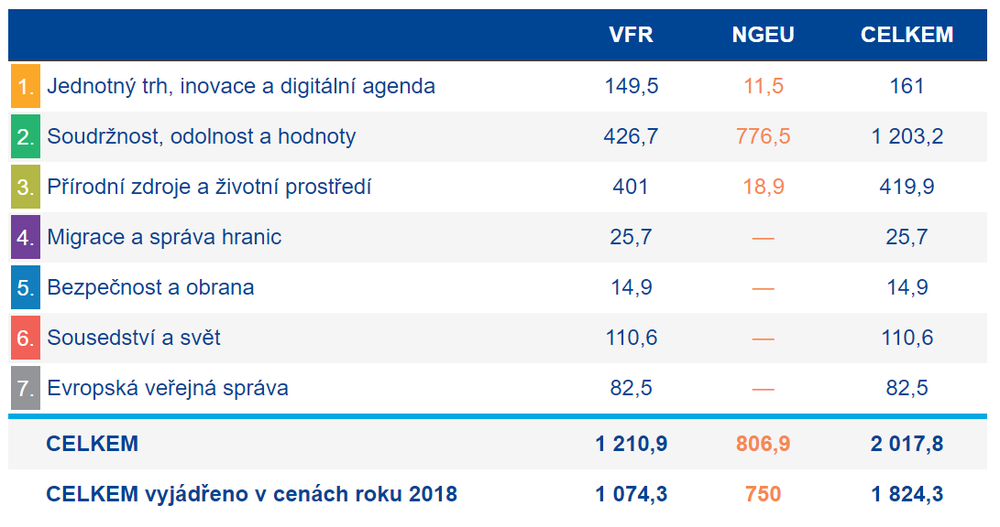 VFR NGEU CELKEM
1. Jednotný trh, inovace a digitální agenda 149,5 11,5 161
2. Soudržnost, odolnost a hodnoty 426,7 776,5 1 203,2
3. Přírodní zdroje a životní prostředí 401 18,9 419,9
4. Migrace a správa hranic 25,7 — 25,7
5. Bezpečnost a obrana 14,9 — 14,9
6. Sousedství a svět 110,6 — 110,6
7. Evropská veřejná správa 82,5 — 82,5
CELKEM 1 210,9 806,9 2 017,8
CELKEM vyjádřeno v cenách roku 2018 1 074,3 750 1 824,3